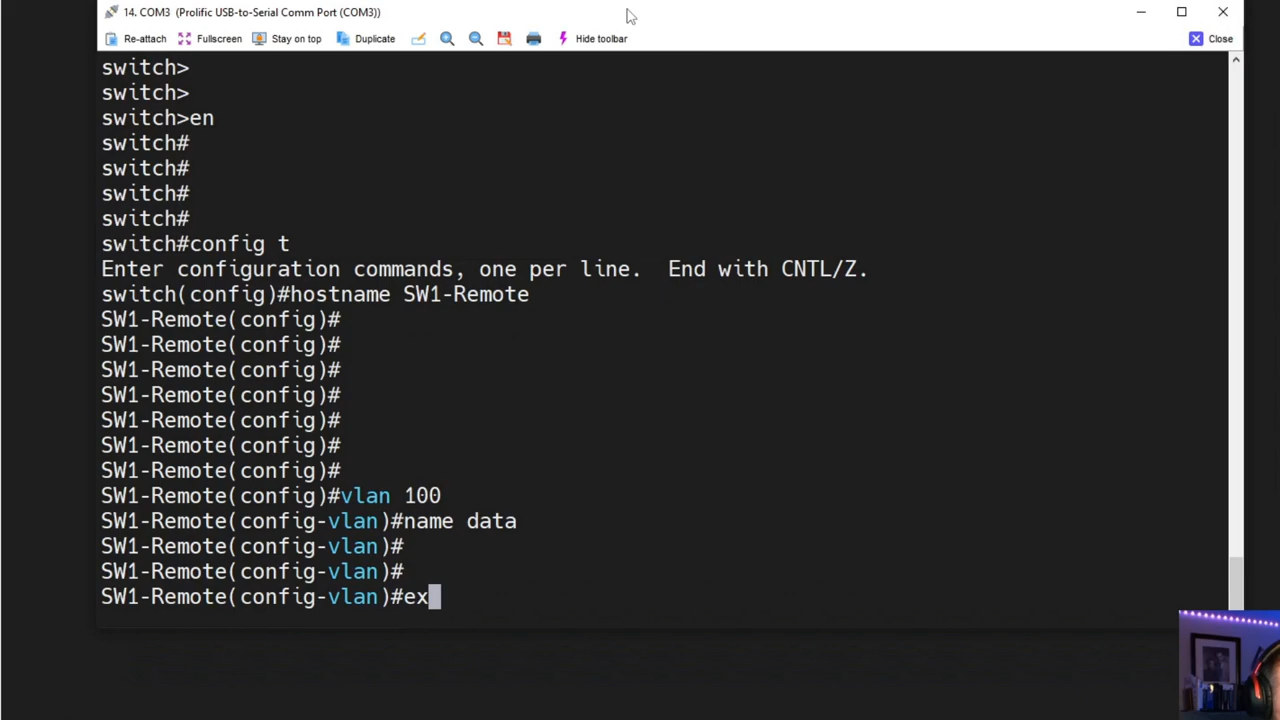 14. COM3 (Prolific USB-to-Serial Comm Port (COM3))
Re-attach Fullscreen Stay on top Duplicate Hide toolbar Close
switch>
switch>
switch>en
switch#
switch#
switch#
switch#
switch#config t
Enter configuration commands, one per line. End with CNTL/Z.
switch(config)#hostname SW1-Remote
SW1-Remote(config)#
SW1-Remote(config)#
SW1-Remote(config)#
SW1-Remote(config)#
SW1-Remote(config)#
SW1-Remote(config)#
SW1-Remote(config)#
SW1-Remote(config)#vlan 100
SW1-Remote(config-vlan)#name data
SW1-Remote(config-vlan)#
SW1-Remote(config-vlan)#
SW1-Remote(config-vlan)#ex